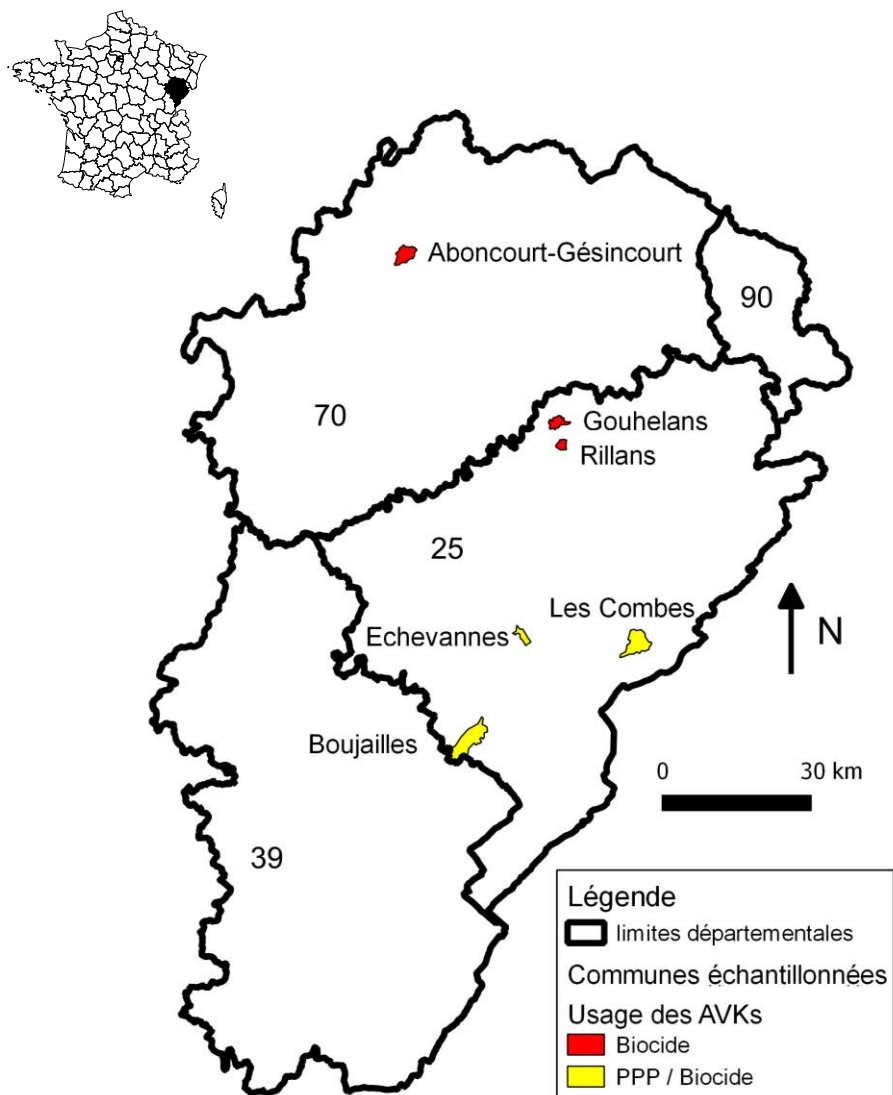 Aboncourt-Gésincourt
90
70
Gouhelans
Rillans
25
Les Combes
Echevannes
N
Boujailles
0 30 km
39
Légende
limites départementales
Communes échantillonnées
Usage des AVKs
Biocide
PPP / Biocide